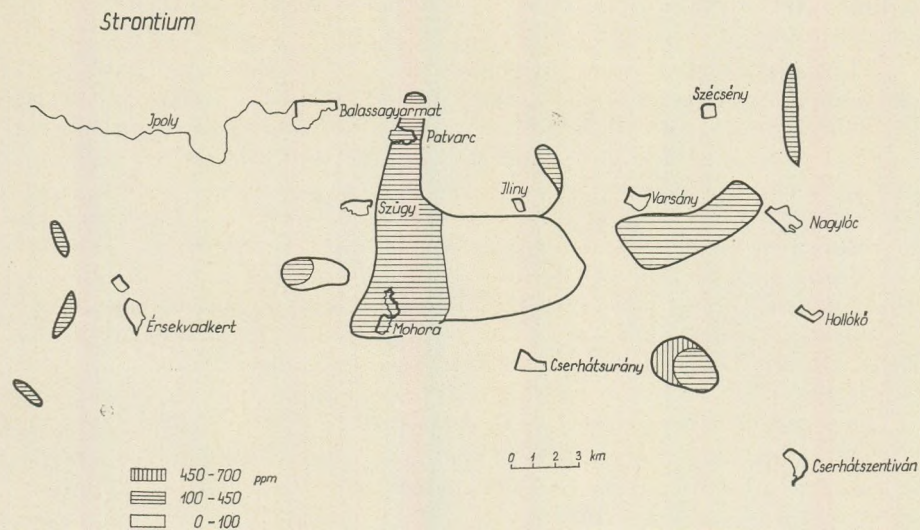 Strontium
Szécsény
Balassagyarmat
Ipoly
Patvarc
Iliny
Varsány
Szügy
Nagylóc
Érsekvadkert
Mohora
Hollókő
Cserhátsurány
0 1 2 3 km
Cserhátszentiván
450-700 ppm
100-450
0-100